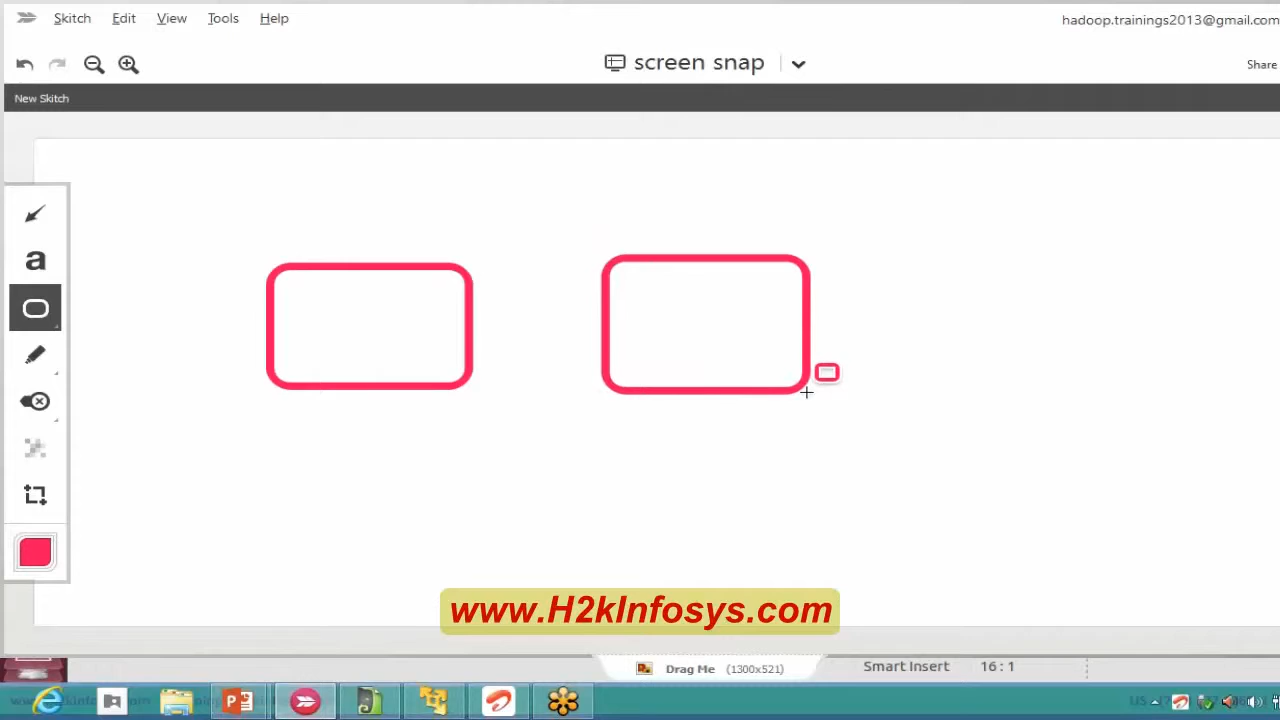 Skitch Edit View Tools Help
hadoop.trainings2013@gmail.com
screen snap
Share
New Skitch
a
www.H2kInfosys.com
Drag Me (1300x521)
Smart Insert 16 : 1